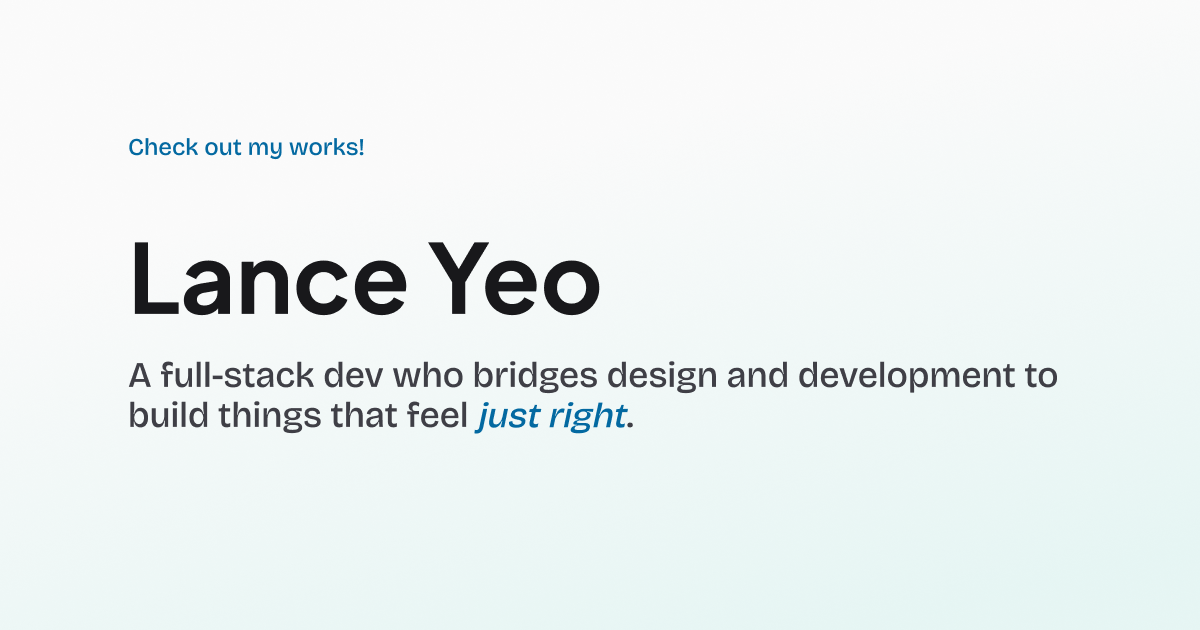 Check out my works!
Lance Yeo
A full-stack dev who bridges design and development to
build things that feel just right.